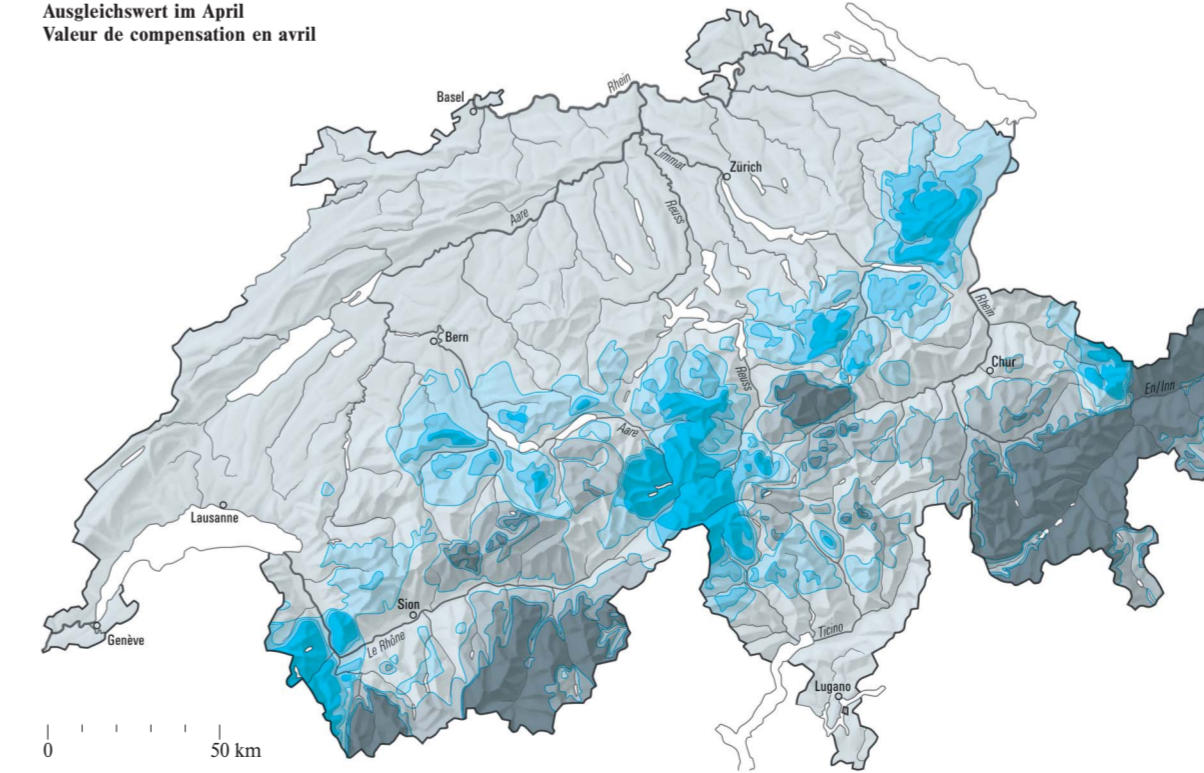 Ausgleichswert im April
Valeur de compensation en avril
Rhein
Basel
Limmat
Zürich
Aare
Reuss
Rhein
Bern
Chur
Reuss
En/Inn
Aare
Lausanne
Sion
Genève
Le Rhône
Ticino
Lugano
0 50 km